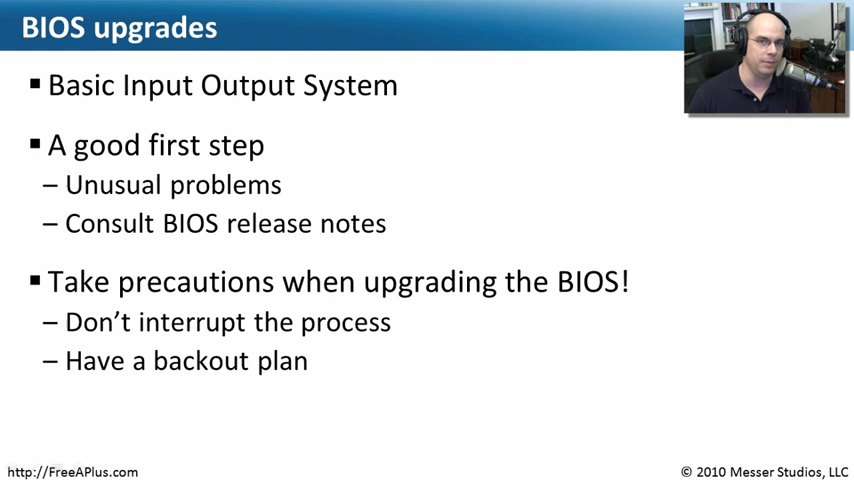 BIOS upgrades
▪ Basic Input Output System
▪ A good first step
– Unusual problems
– Consult BIOS release notes
▪ Take precautions when upgrading the BIOS!
– Don’t interrupt the process
– Have a backout plan
http://FreeAPlus.com
© 2010 Messer Studios, LLC